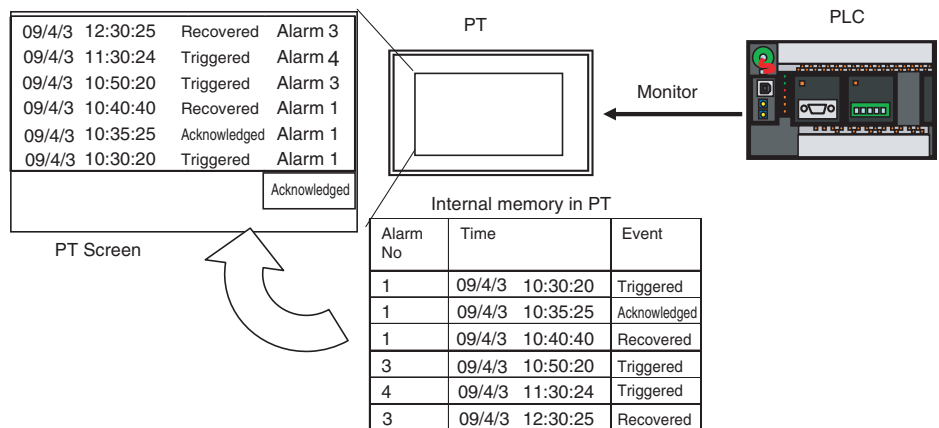 PT
PLC
09/4/3 12:30:25 Recovered Alarm 3
09/4/3 11:30:24 Triggered Alarm 4
09/4/3 10:50:20 Triggered Alarm 3
09/4/3 10:40:40 Recovered Alarm 1
09/4/3 10:35:25 Acknowledged Alarm 1
09/4/3 10:30:20 Triggered Alarm 1
Acknowledged
PT Screen
Monitor
Internal memory in PT
Alarm No Time Event
1 09/4/3 10:30:20 Triggered
1 09/4/3 10:35:25 Acknowledged
1 09/4/3 10:40:40 Recovered
3 09/4/3 10:50:20 Triggered
4 09/4/3 11:30:24 Triggered
3 09/4/3 12:30:25 Recovered